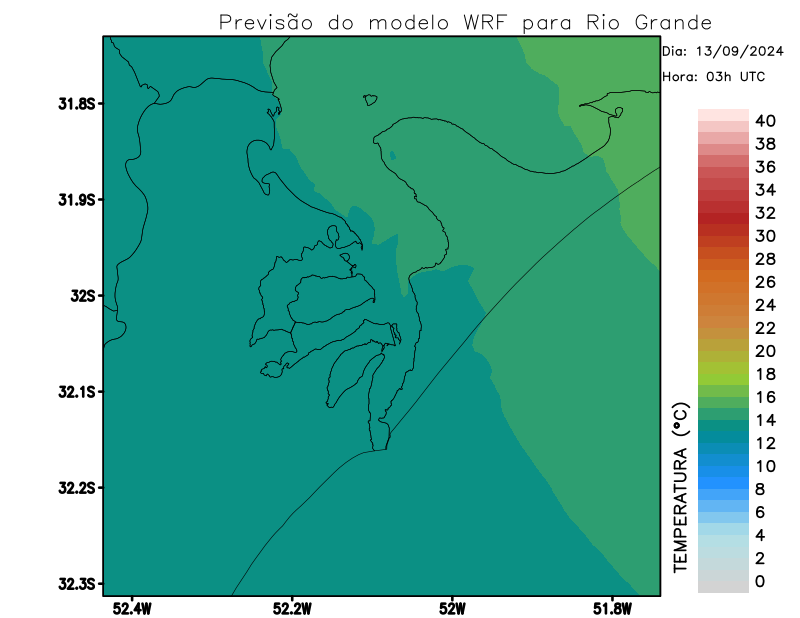 Previsão do modelo WRF para Rio Grande
Dia: 13/09/2024
Hora: 03h UTC
31.8S
31.9S
32S
32.1S
32.2S
32.3S
52.4W
52.2W
52W
51.8W
TEMPERATURA (°C)
40
38
36
34
32
30
28
26
24
22
20
18
16
14
12
10
8
6
4
2
0